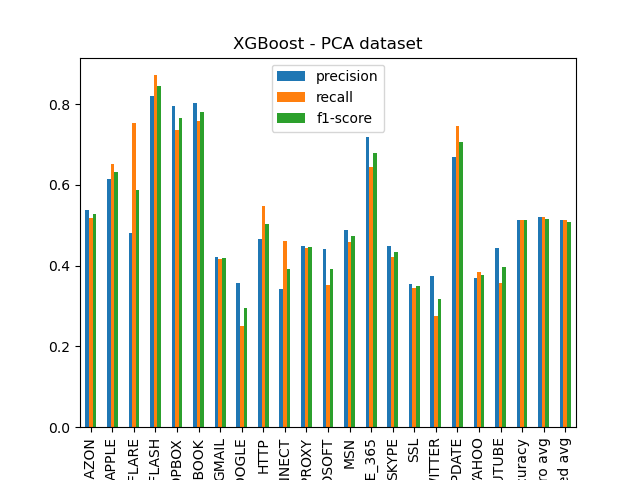 XGBoost - PCA dataset
precision
recall
f1-score
0.8
0.6
0.4
0.2
0.0
AZON
APPLE
FLARE
FLASH
OPBOX
BOOK
GMAIL
OOGLE
HTTP
NNECT
PROXY
OSOFT
MSN
E_365
SKYPE
SSL
ITTER
PDATE
YAHOO
UTUBE
curacy
ro avg
ed avg